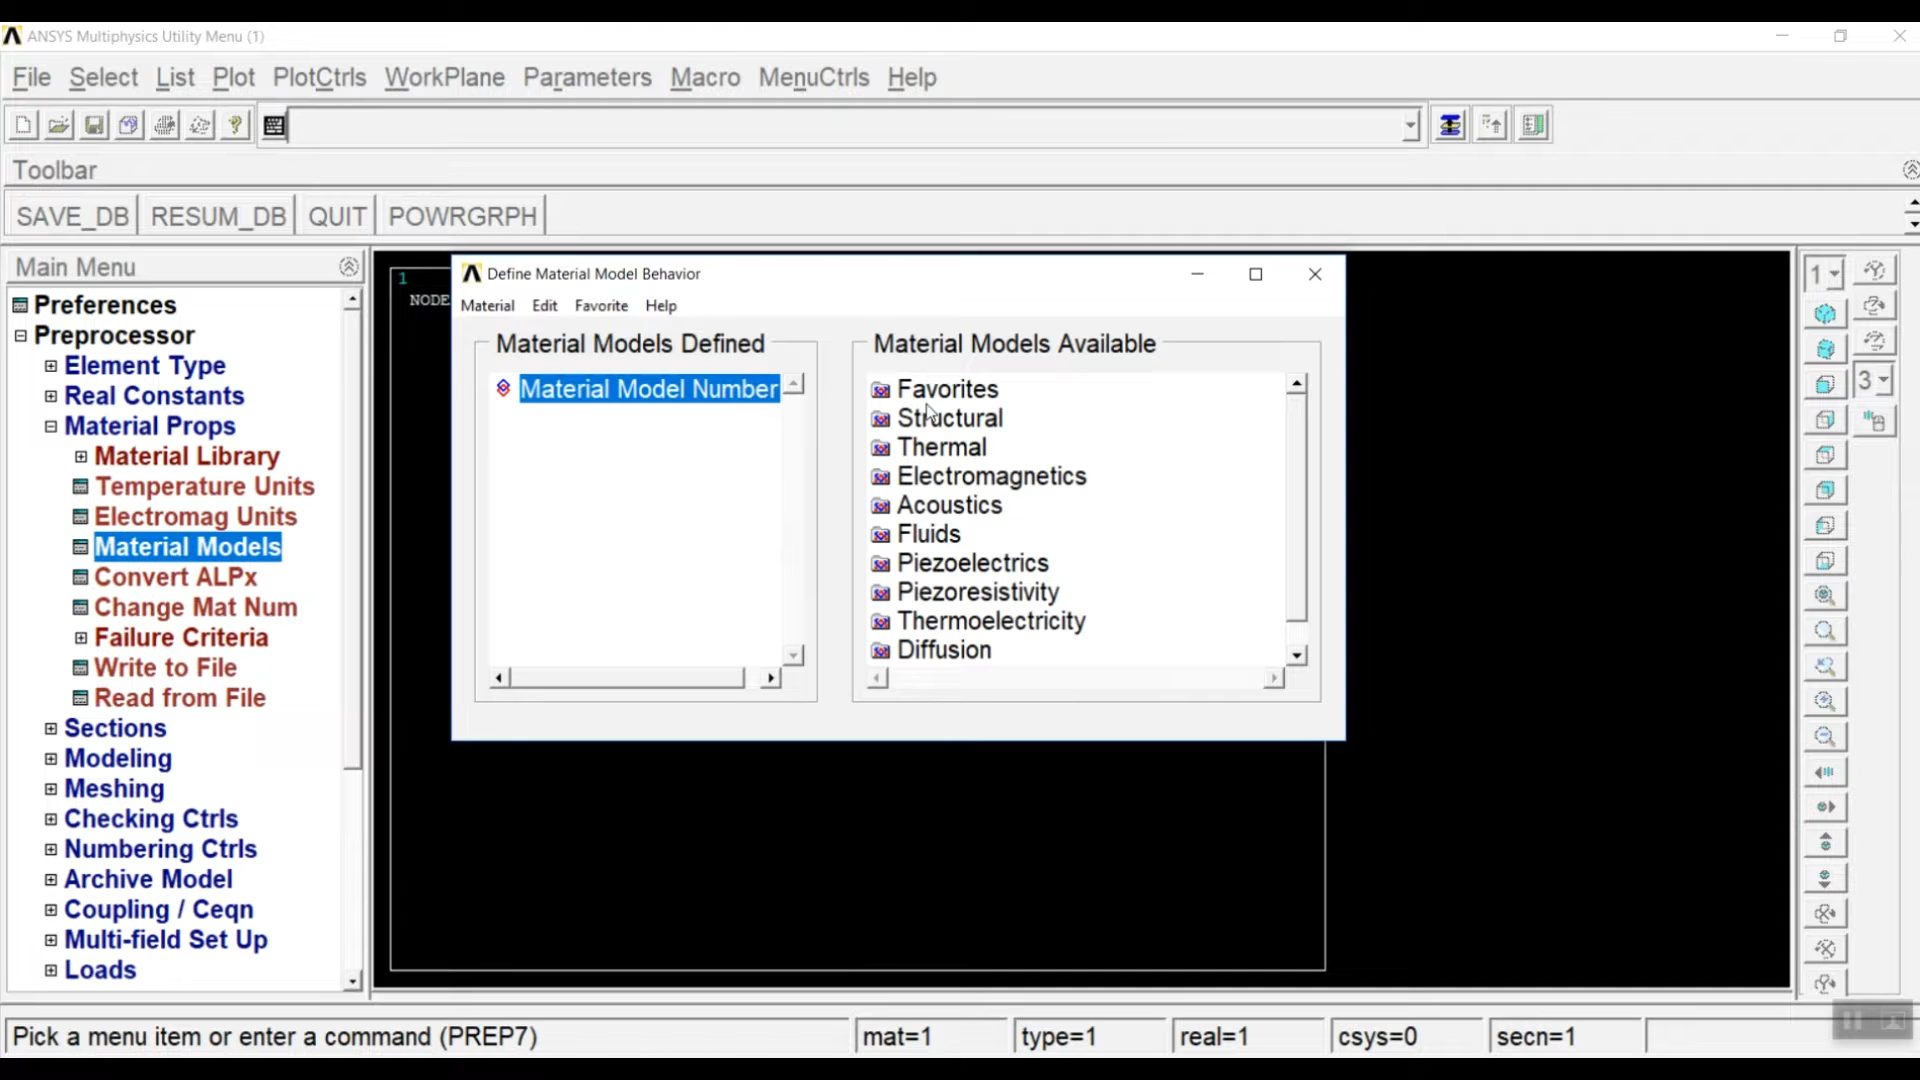 ANSYS Multiphysics Utility Menu (1)
File Select List Plot PlotCtrls WorkPlane Parameters Macro MenuCtrls Help
Toolbar
SAVE_DB RESUM_DB QUIT POWRGRPH
Main Menu
Preferences
Preprocessor
Element Type
Real Constants
Material Props
Material Library
Temperature Units
Electromag Units
Material Models
Convert ALPx
Change Mat Num
Failure Criteria
Write to File
Read from File
Sections
Modeling
Meshing
Checking Ctrls
Numbering Ctrls
Archive Model
Coupling / Ceqn
Multi-field Set Up
Loads
1
NODE
Define Material Model Behavior
Material Edit Favorite Help
Material Models Defined
Material Model Number
Material Models Available
Favorites
Structural
Thermal
Electromagnetics
Acoustics
Fluids
Piezoelectrics
Piezoresistivity
Thermoelectricity
Diffusion
1
3
Pick a menu item or enter a command (PREP7) mat=1 type=1 real=1 csys=0 secn=1